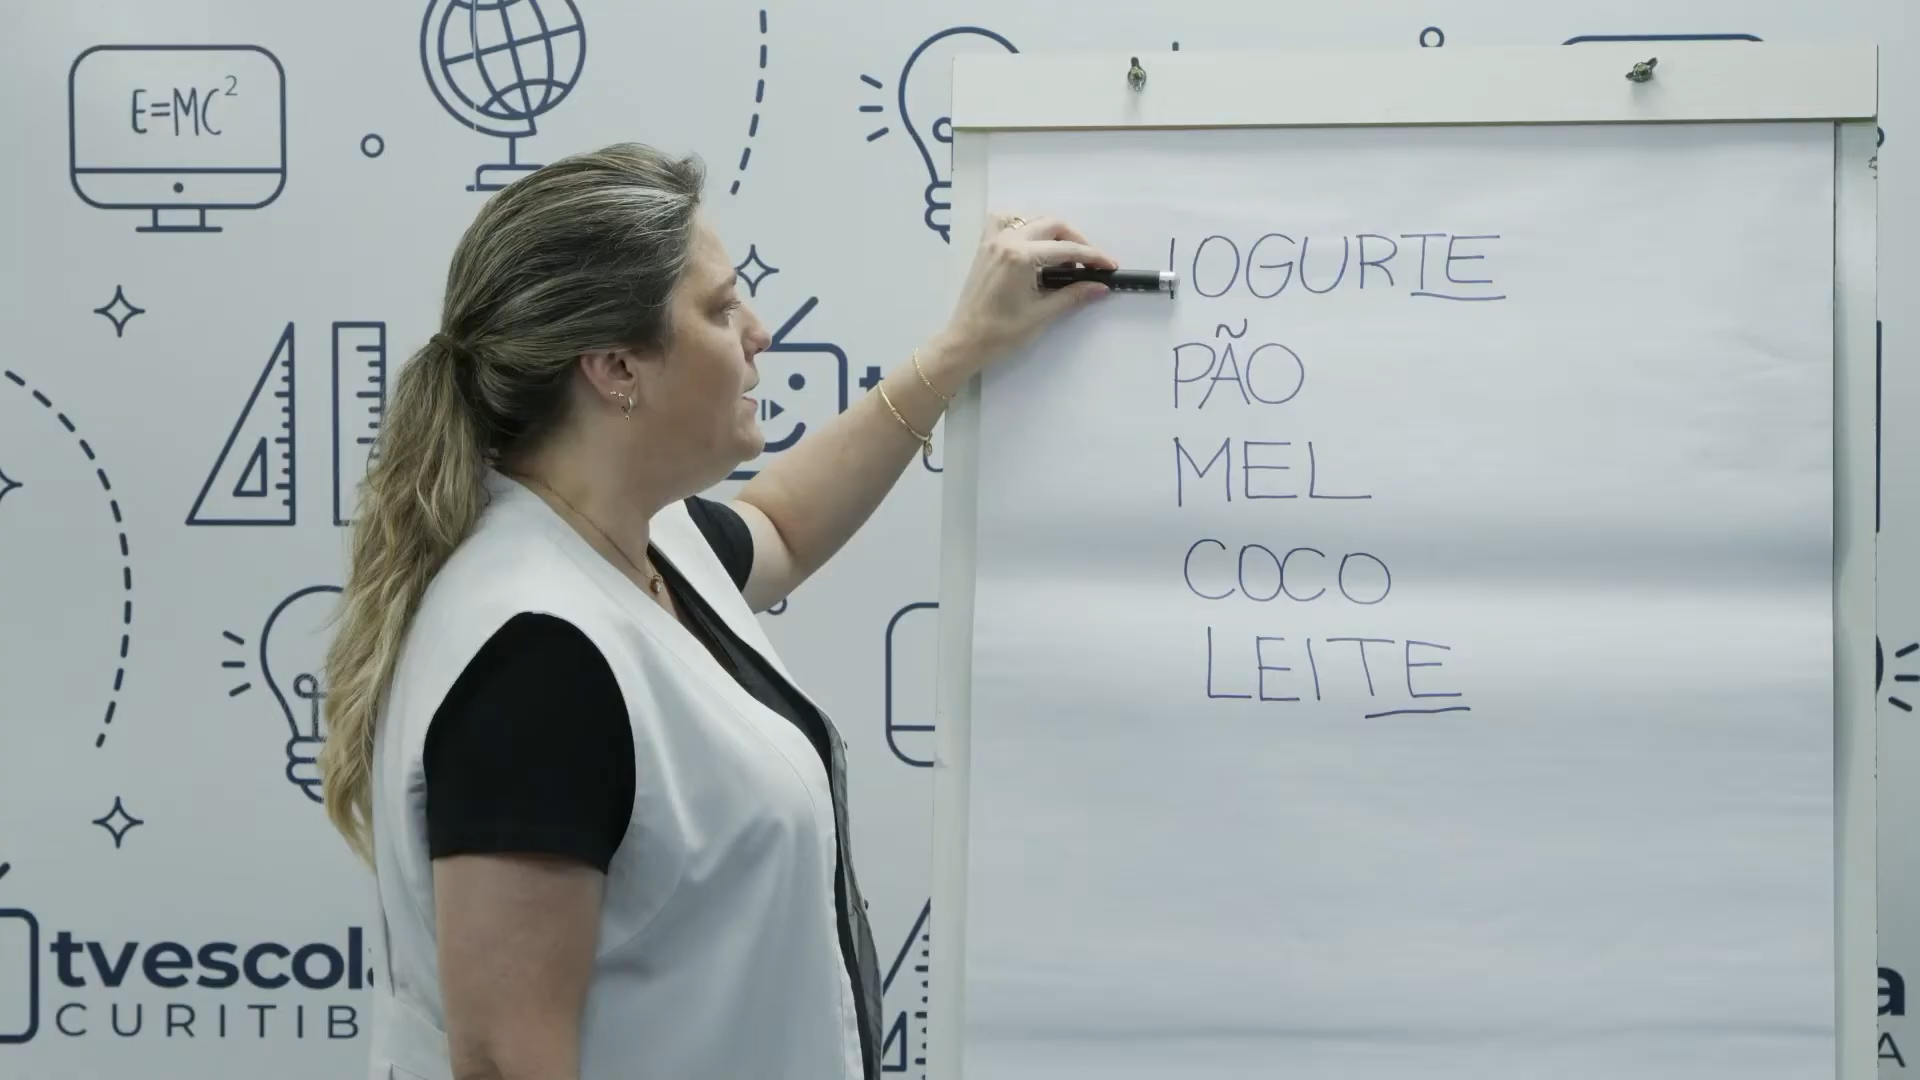 E=MC²
IOGURTE
PÃO
MEL
COCO
LEITE
tvescola
CURITIB
a
A